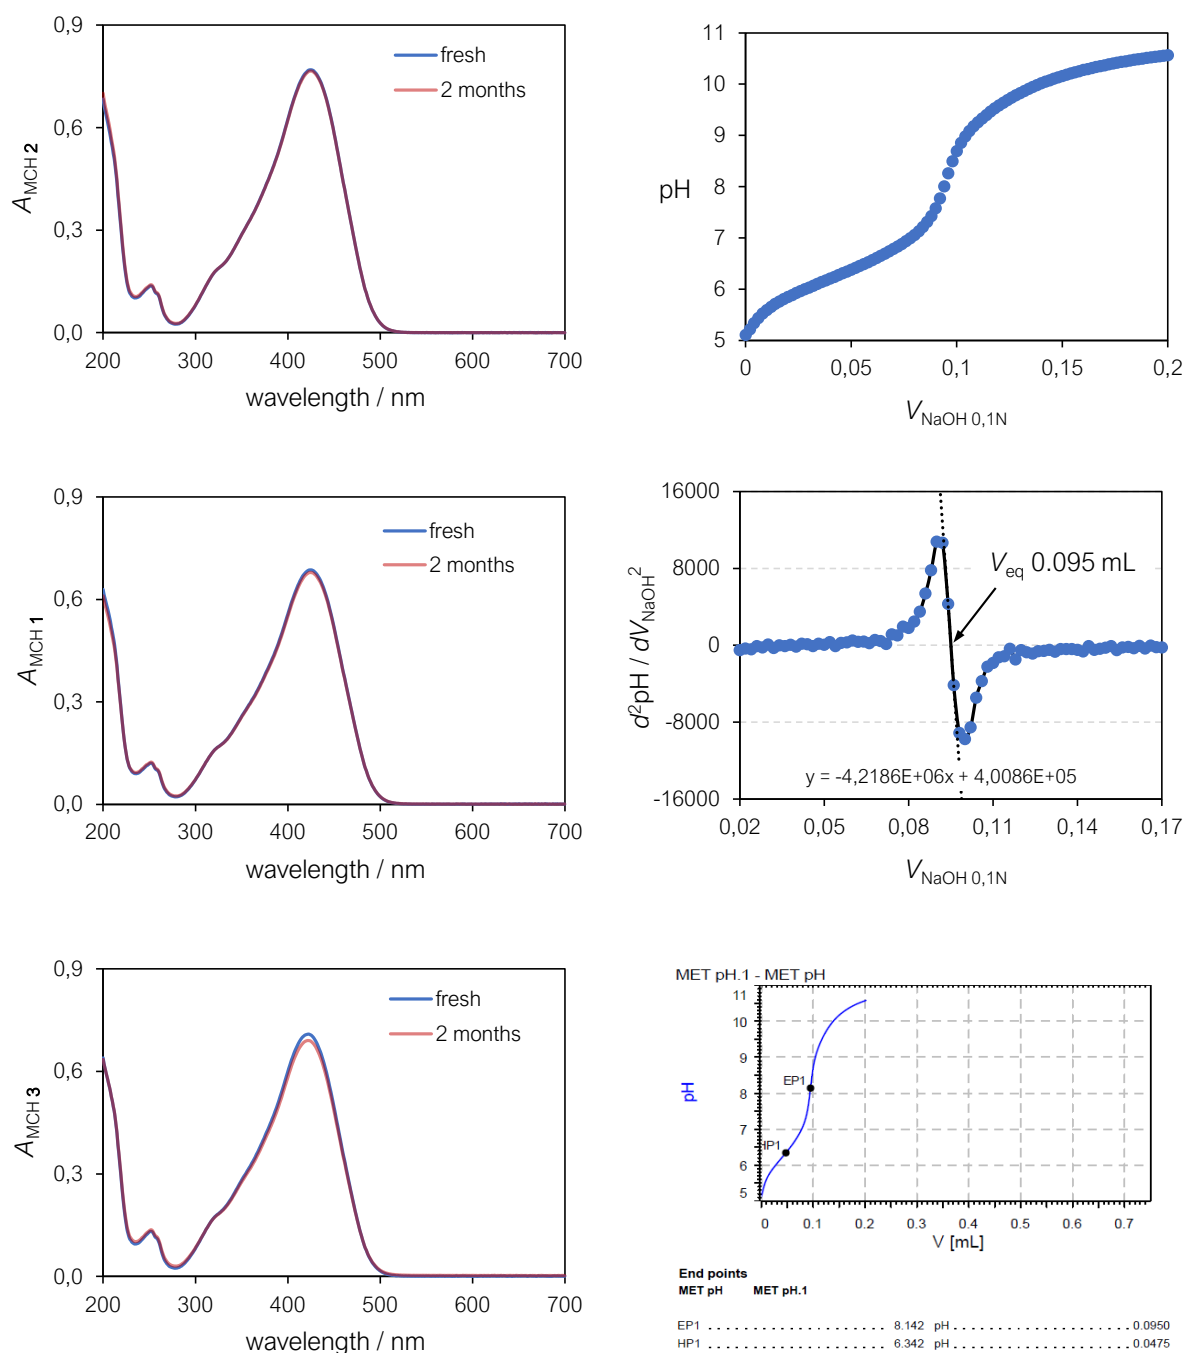 0,9
0,6
0,3
0,0
A MCH 2
fresh
2 months
200 300 400 500 600 700
wavelength / nm
11
10
9
8
7
6
5
pH
0 0,05 0,1 0,15 0,2
V NaOH 0,1N
0,9
0,6
0,3
0,0
A MCH 1
fresh
2 months
200 300 400 500 600 700
wavelength / nm
16000
8000
0
-8000
-16000
d²pH / dV NaOH²
Veq 0.095 mL
y = -4,2186E+06x + 4,0086E+05
0,02 0,05 0,08 0,11 0,14 0,17
V NaOH 0,1N
0,9
0,6
0,3
0,0
A MCH 3
fresh
2 months
200 300 400 500 600 700
wavelength / nm
MET pH.1 - MET pH
11
10
9
8
7
6
5
pH
EP1
HP1
0 0.1 0.2 0.3 0.4 0.5 0.6 0.7
V [mL]
End points
MET pH MET pH.1
EP1 . . . . . . . . . . . . . . . . . . . . . . . . . . 8.142 pH . . . . . . . . . . . . . . . . . . . . . . . . . . 0.0950
HP1 . . . . . . . . . . . . . . . . . . . . . . . . . . 6.342 pH . . . . . . . . . . . . . . . . . . . . . . . . . . 0.0475